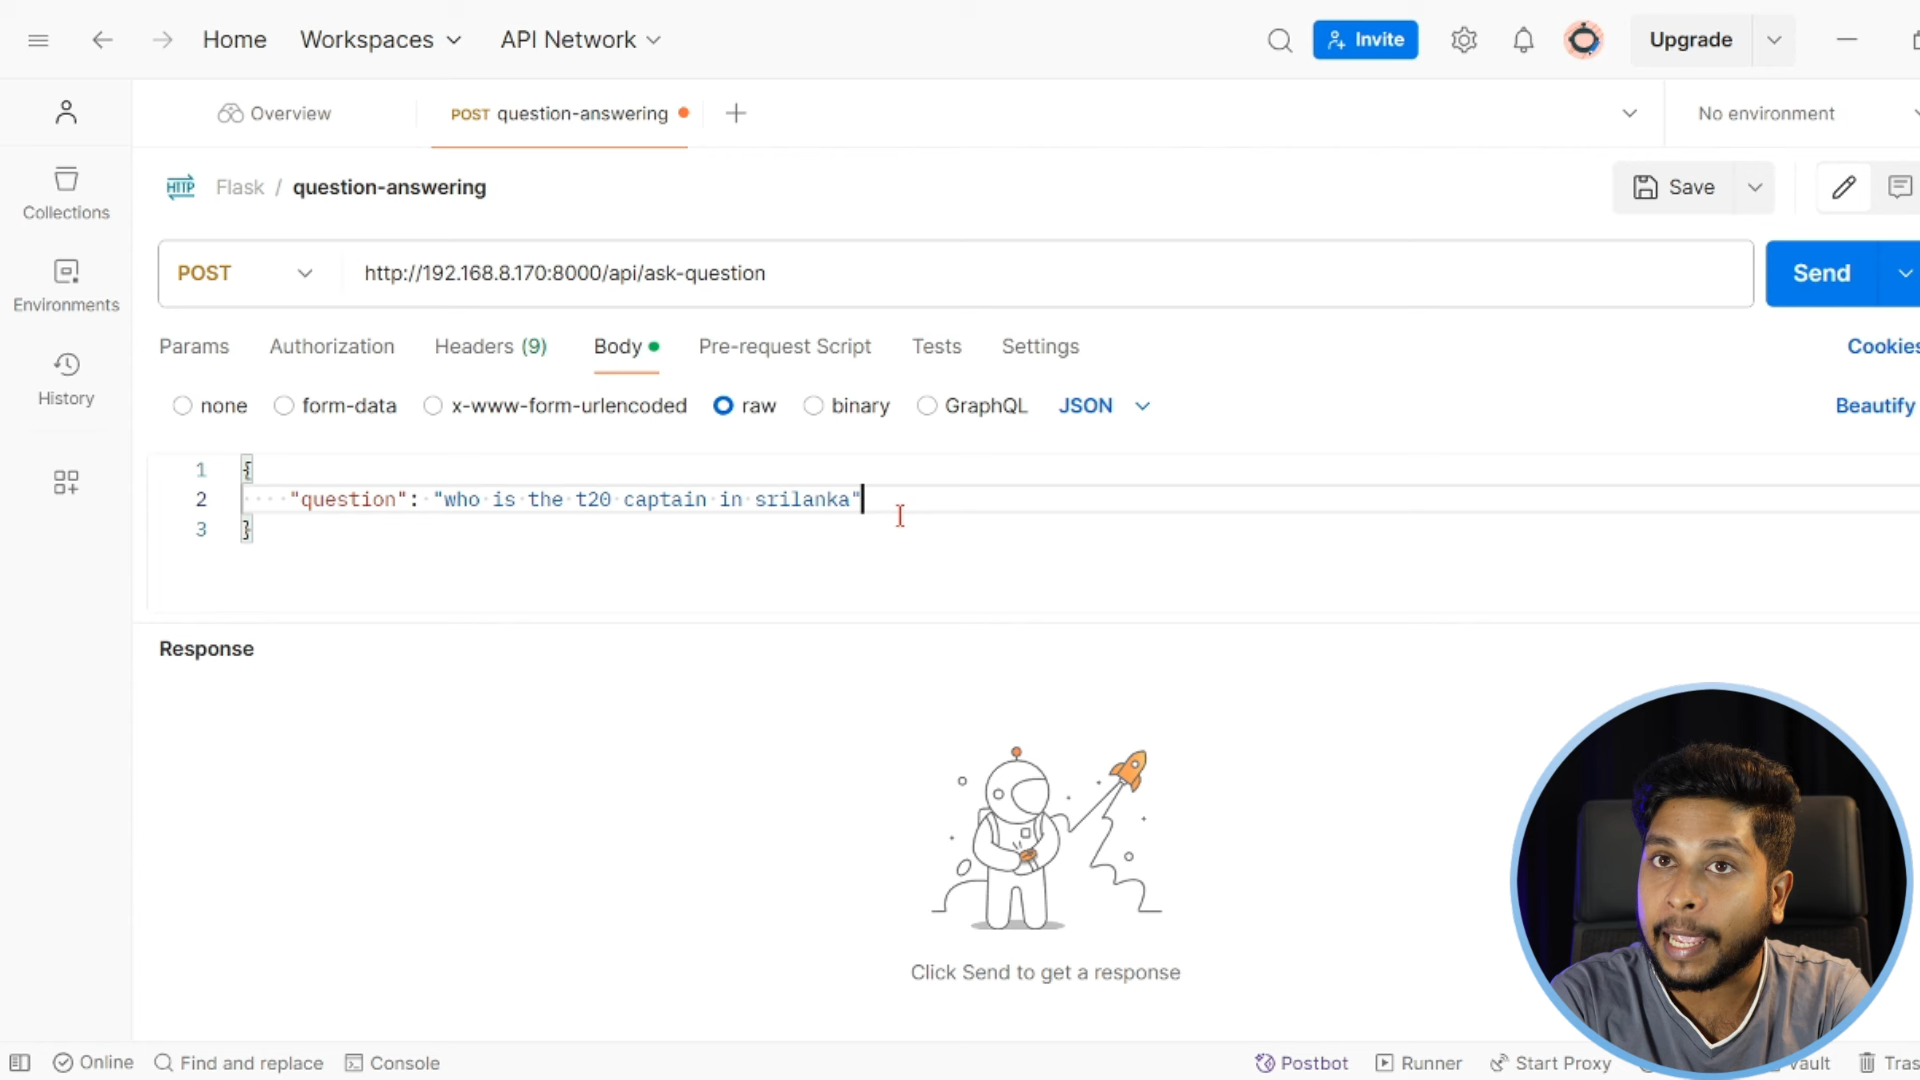 Home Workspaces API Network Invite Upgrade
Overview POST question-answering No environment
HTTP Flask / question-answering Save
Collections
Environments
History
POST http://192.168.8.170:8000/api/ask-question Send
Params Authorization Headers (9) Body Pre-request Script Tests Settings Cookies
none form-data x-www-form-urlencoded raw binary GraphQL JSON Beautify
1 {
2 "question": "who is the t20 captain in srilanka"
3 }
Response
Click Send to get a response
Online Find and replace Console Postbot Runner Start Proxy Vault Tras